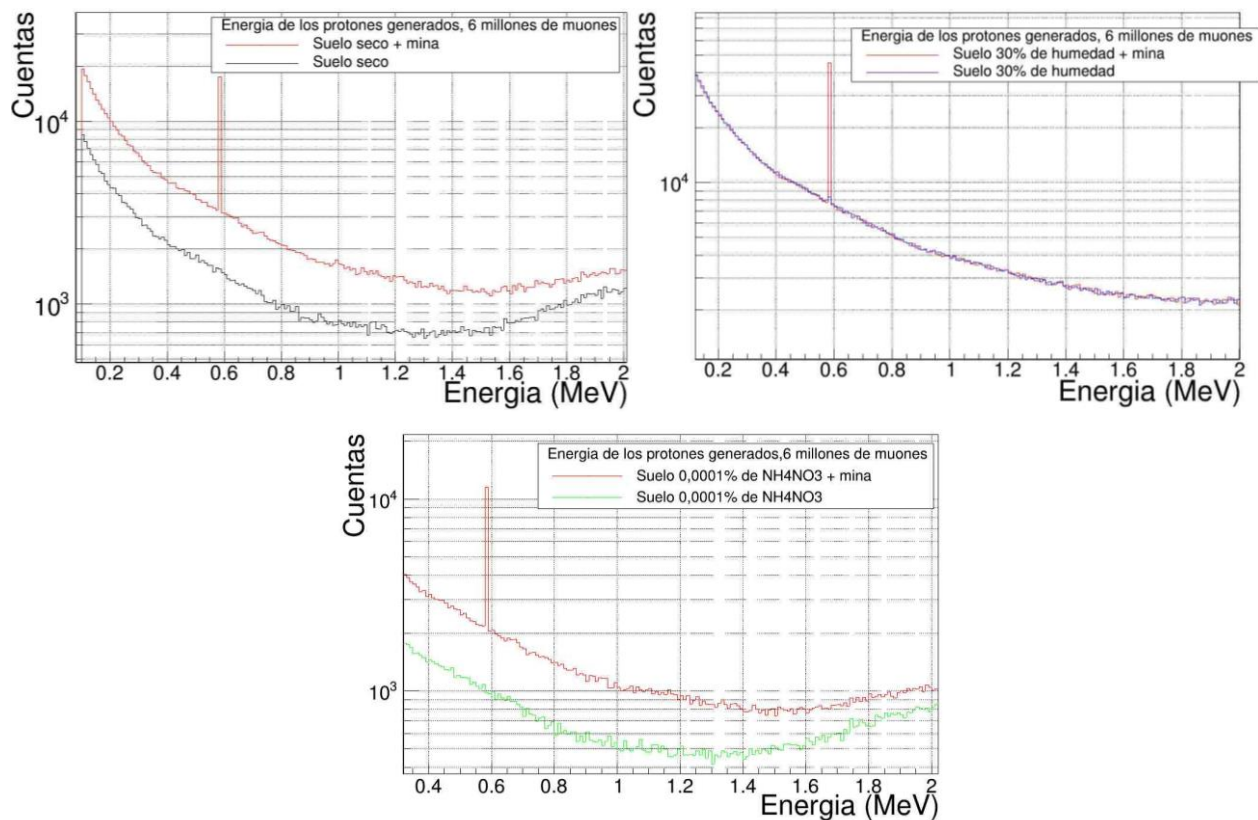 Energia de los protones generados, 6 millones de muones
Suelo seco + mina
Suelo seco
Cuentas
10⁴
10³
0.2 0.4 0.6 0.8 1 1.2 1.4 1.6 1.8 2
Energia (MeV)
Energia de los protones generados, 6 millones de muones
Suelo 30% de humedad + mina
Suelo 30% de humedad
Cuentas
10⁴
0.2 0.4 0.6 0.8 1 1.2 1.4 1.6 1.8 2
Energia (MeV)
Energia de los protones generados,6 millones de muones
Suelo 0,0001% de NH4NO3 + mina
Suelo 0,0001% de NH4NO3
Cuentas
10⁴
10³
0.4 0.6 0.8 1 1.2 1.4 1.6 1.8 2
Energia (MeV)